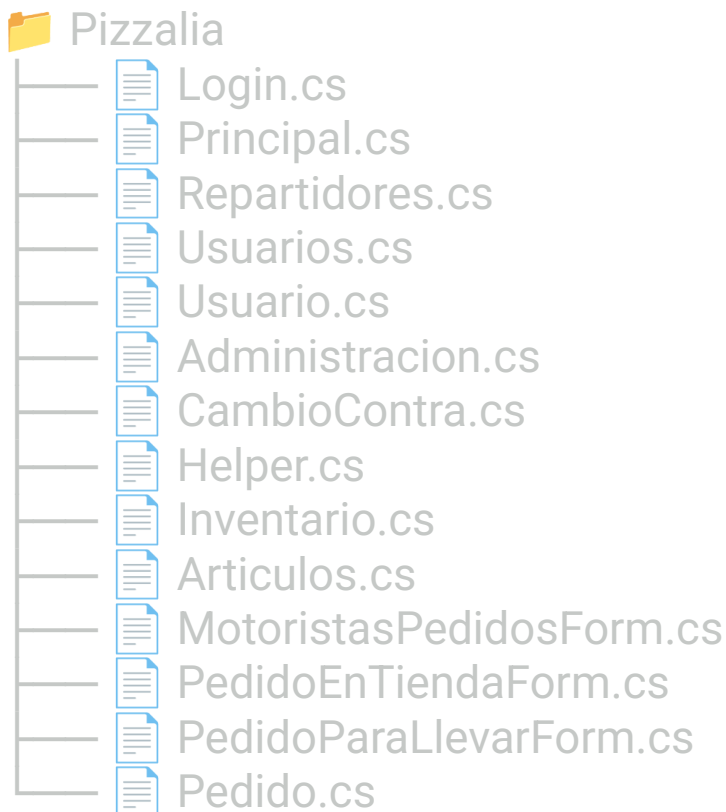 Pizzalia
Login.cs
Principal.cs
Repartidores.cs
Usuarios.cs
Usuario.cs
Administracion.cs
CambioContra.cs
Helper.cs
Inventario.cs
Articulos.cs
MotoristasPedidosForm.cs
PedidoEnTiendaForm.cs
PedidoParaLlevarForm.cs
Pedido.cs